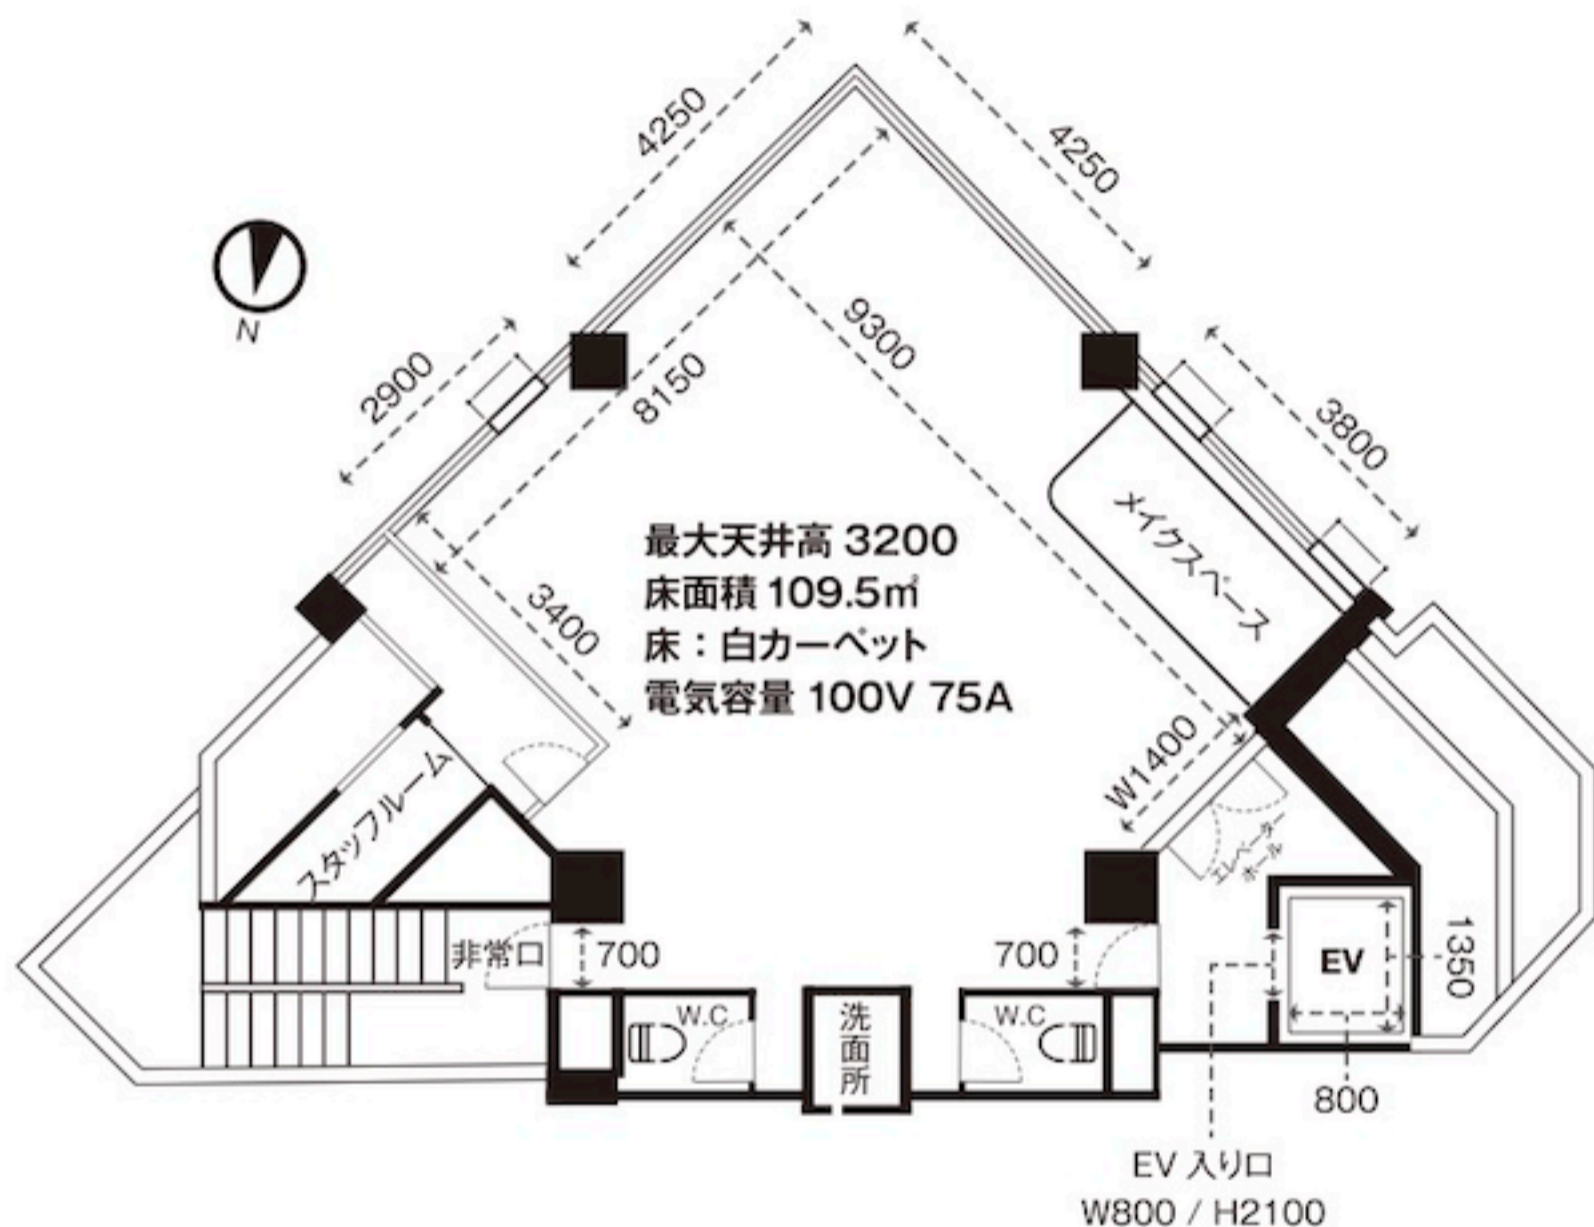 4250
4250
N
2900
8150
9300
3800
メイクスペース
最大天井高 3200
床面積 109.5㎡
床：白カーペット
電気容量 100V 75A
3400
W1400
スタッフルーム
エレベーター
ホール
非常口
700
700
EV
1350
W.C
洗面所
W.C
800
EV 入り口
W800 / H2100